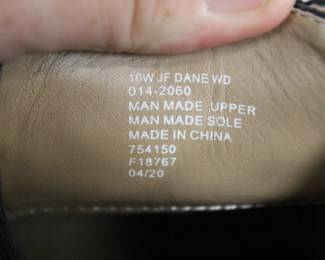 10W JF DANE WD
014-2060
MAN MADE UPPER
MAN MADE SOLE
MADE IN CHINA
754150
F18767
04/20